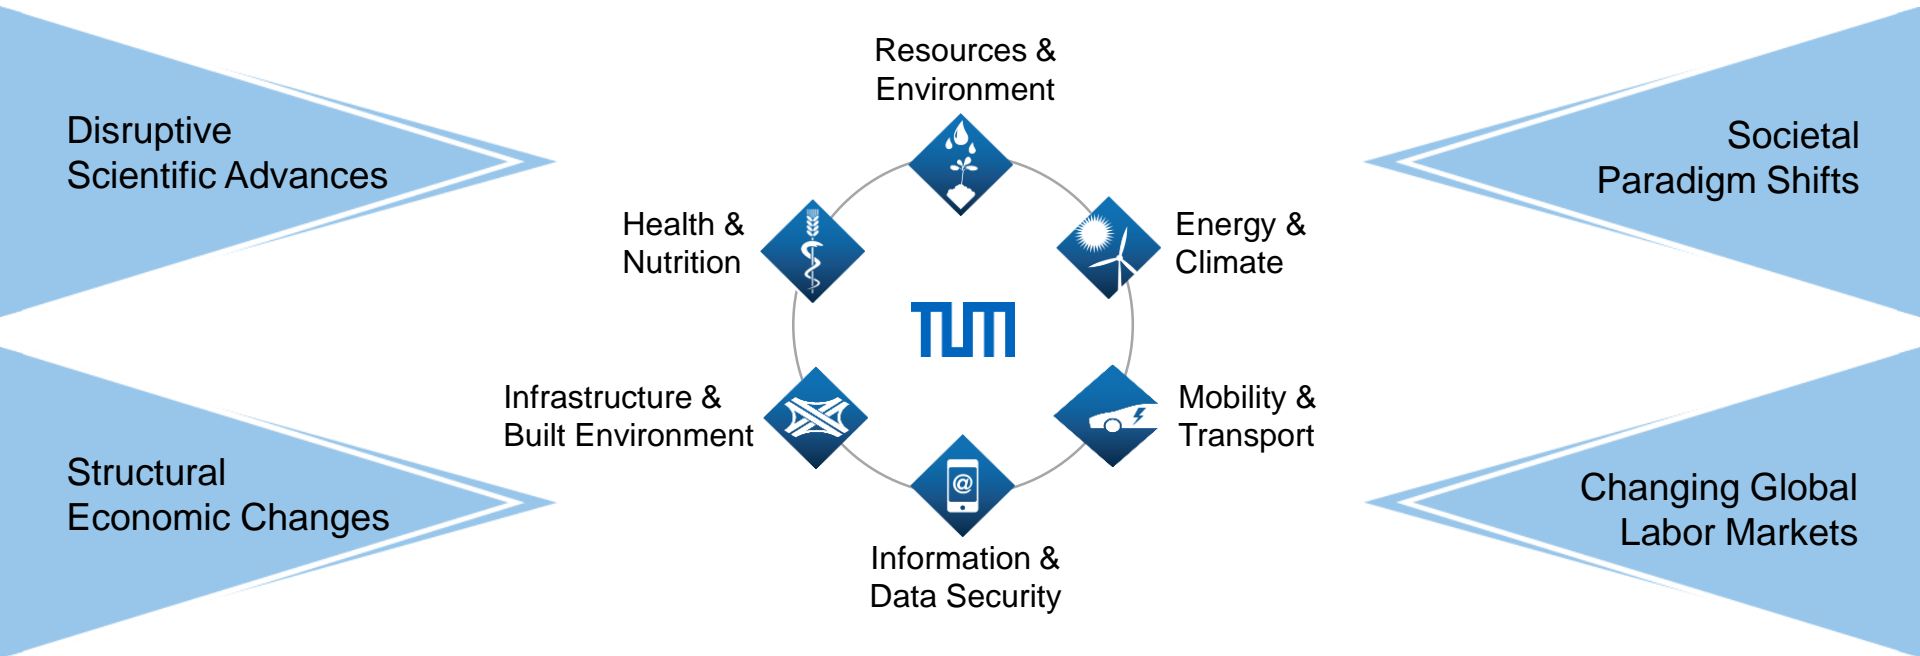 Disruptive
Scientific Advances
Structural
Economic Changes
Resources &
Environment
Health &
Nutrition
Energy &
Climate
TUM
Infrastructure &
Built Environment
Mobility &
Transport
@
Information &
Data Security
Societal
Paradigm Shifts
Changing Global
Labor Markets